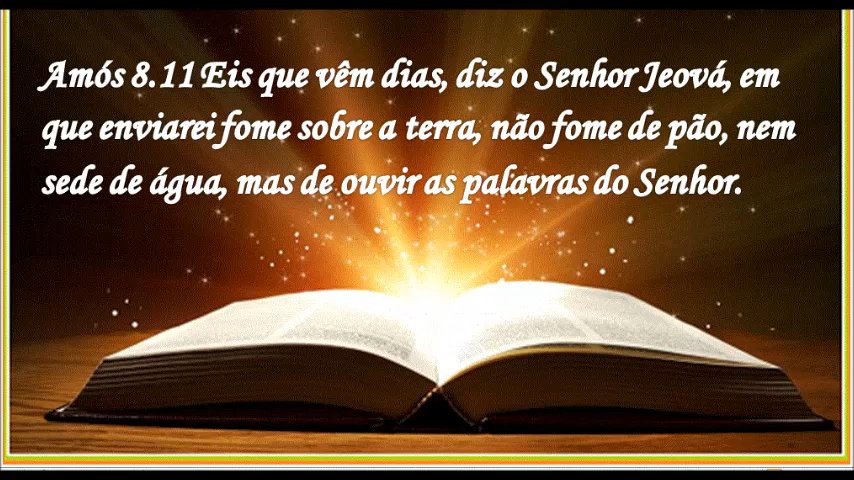 Amós 8.11 Eis que vêm dias, diz o Senhor Jeová, em
que enviarei fome sobre a terra, não fome de pão, nem
sede de água, mas de ouvir as palavras do Senhor.